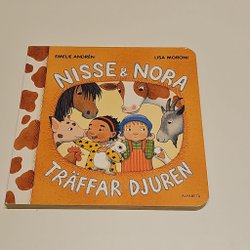 EMELIE ANDRÉN LISA MORONI
NISSE & NORA
TRÄFFAR DJUREN